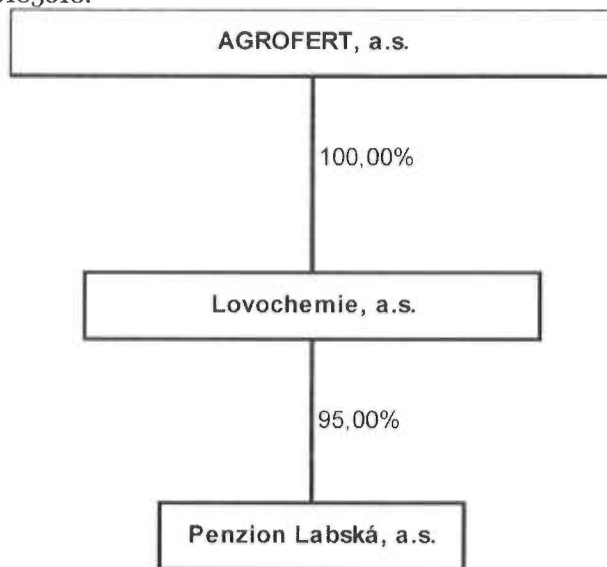 AGROFERT, a.s.
100,00%
Lovochemie, a.s.
95,00%
Penzion Labská, a.s.